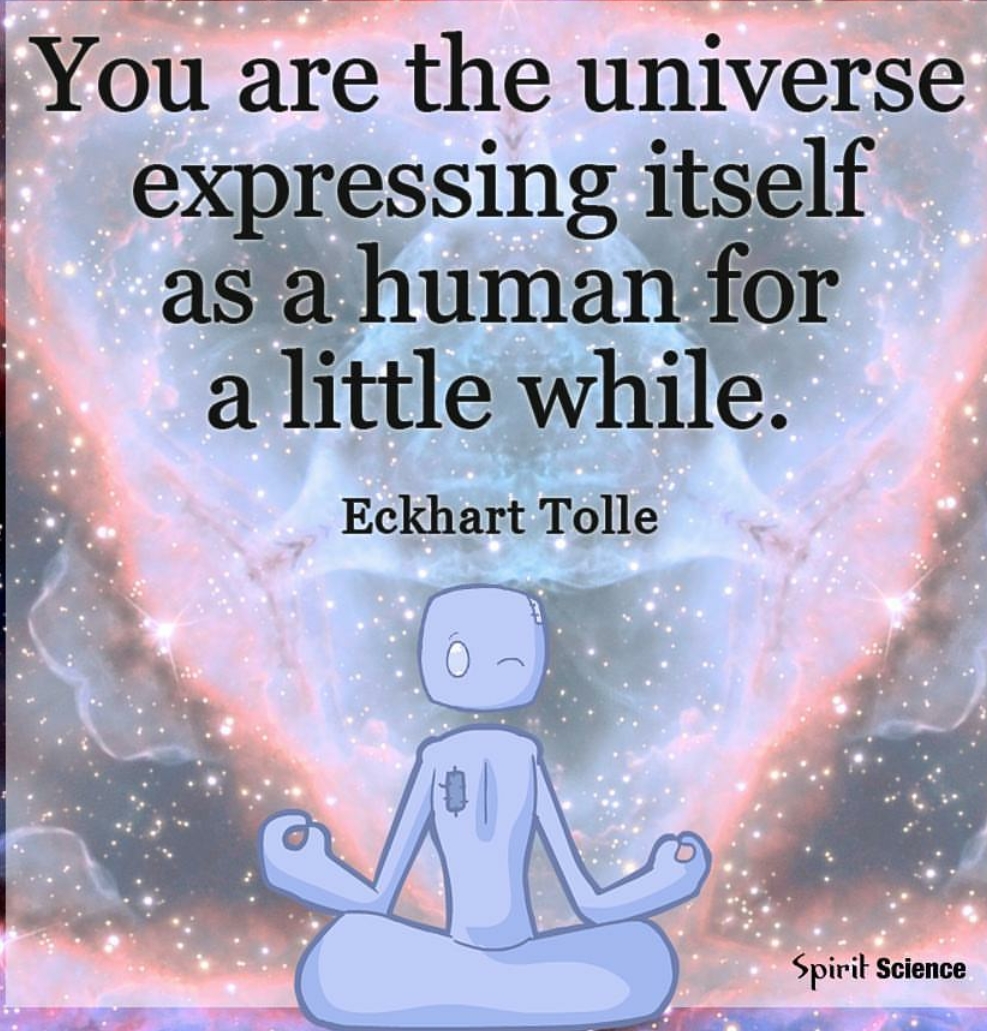 You are the universe
expressing itself
as a human for
a little while.
Eckhart Tolle
Spirit Science